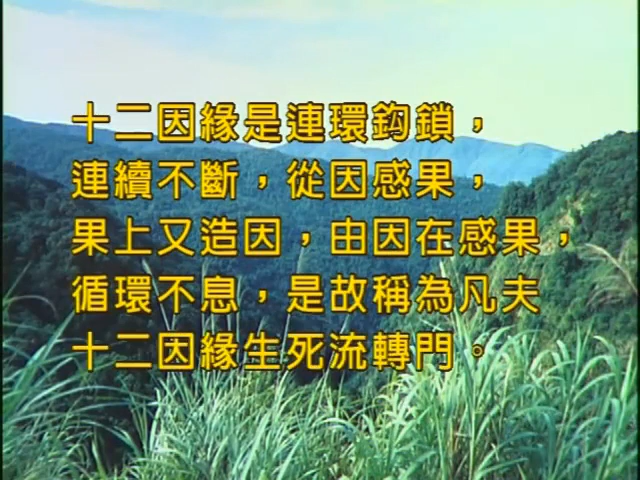 十二因緣是連環鈎鎖，
連續不斷，從因感果，
果上又造因，由因在感果，
循環不息，是故稱為凡夫
十二因緣生死流轉門。